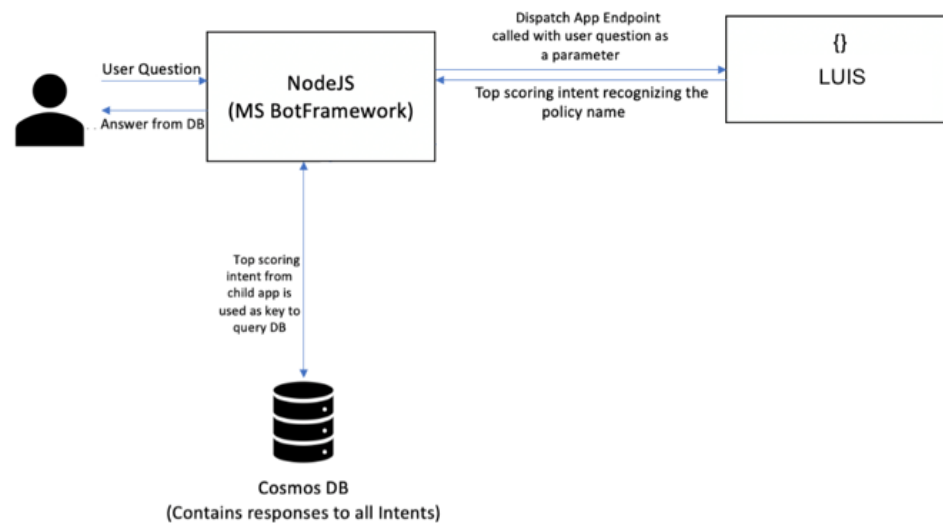 User Question
Answer from DB
NodeJS
(MS BotFramework)
Dispatch App Endpoint
called with user question as
a parameter
Top scoring intent recognizing the
policy name
{}
LUIS
Top scoring
intent from
child app is
used as key to
query DB
Cosmos DB
(Contains responses to all Intents)